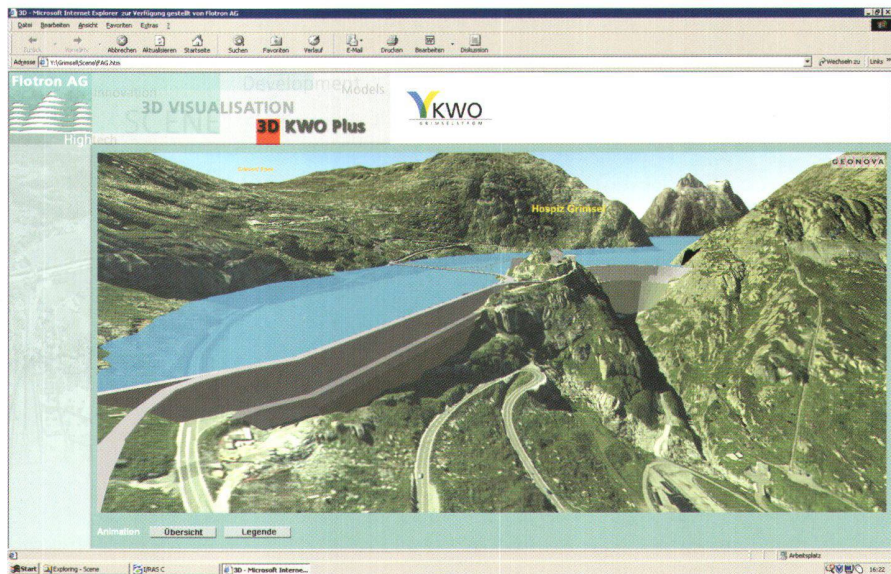 3D - Microsoft Internet Explorer zur Verfügung gestellt von Flotron AG
Datei Bearbeiten Ansicht Favoriten Extras ?
Zurück Vorwärts Abbrechen Aktualisieren Startseite Suchen Favoriten Verlauf E-Mail Drucken Bearbeiten Diskussion
Adresse Y:\Grimsel\Scene\FAG.htm Wechseln zu Links »
Flotron AG
Innovation
Development
Models
3D VISUALISATION
SCENE
3D KWO Plus
Hightech
KWO
GRIMSELSTROM
GEONOVA
Hospiz Grimsel
Animation Übersicht Legende
Arbeitsplatz
Start Exploring - Scene I/RAS C 3D - Microsoft Interne... 16:22